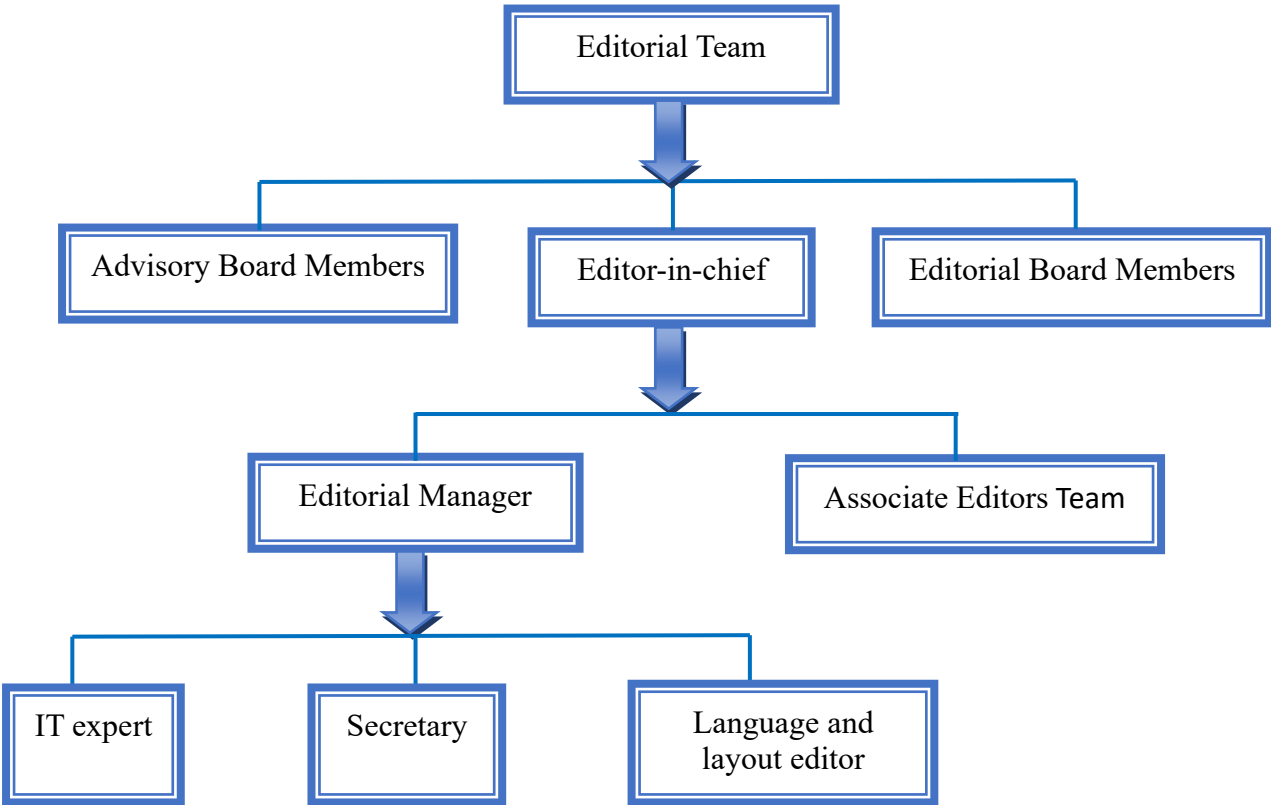 Editorial Team
Advisory Board Members
Editor-in-chief
Editorial Board Members
Editorial Manager
Associate Editors Team
IT expert
Secretary
Language and
layout editor